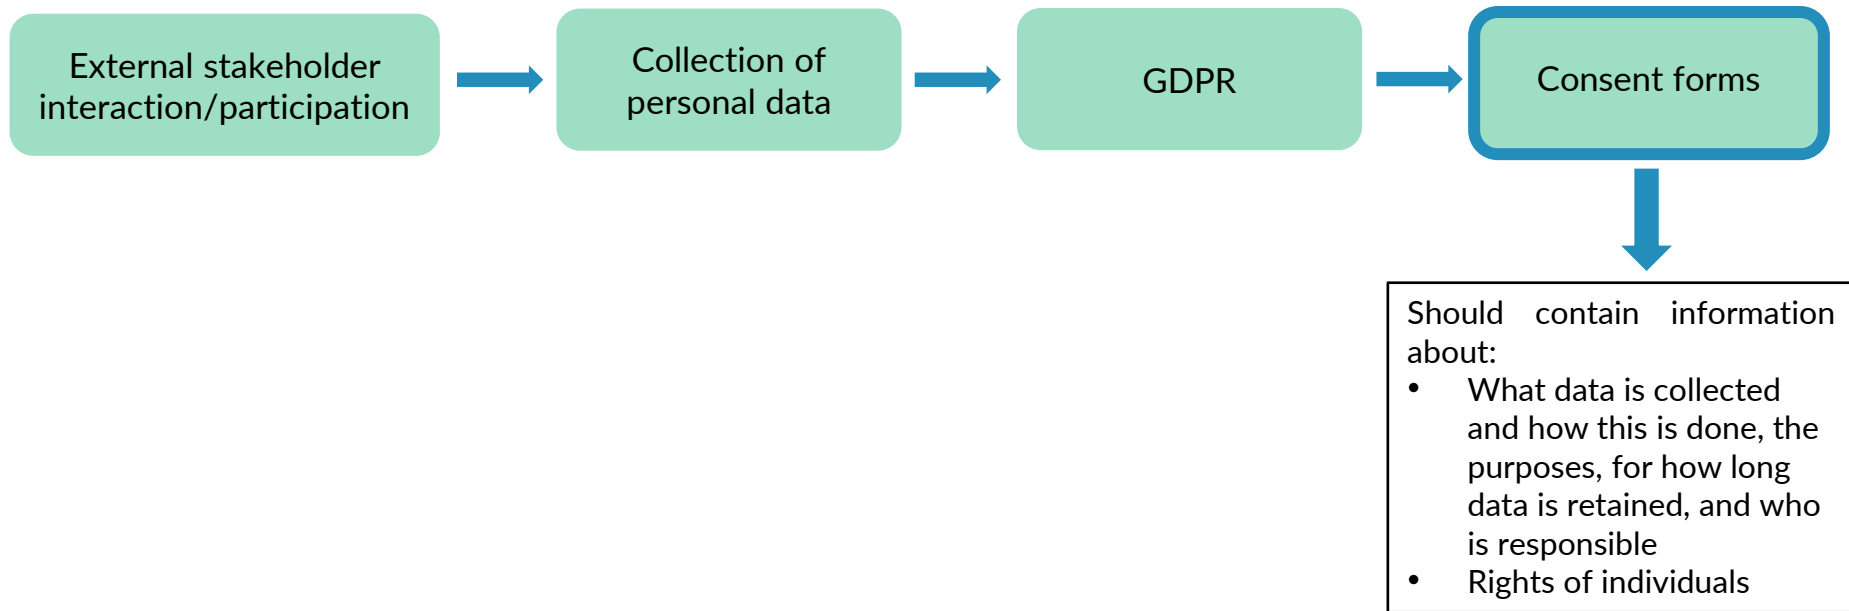 External stakeholder
interaction/participation
Collection of
personal data
GDPR
Consent forms
Should contain information
about:
• What data is collected
and how this is done, the
purposes, for how long
data is retained, and who
is responsible
• Rights of individuals